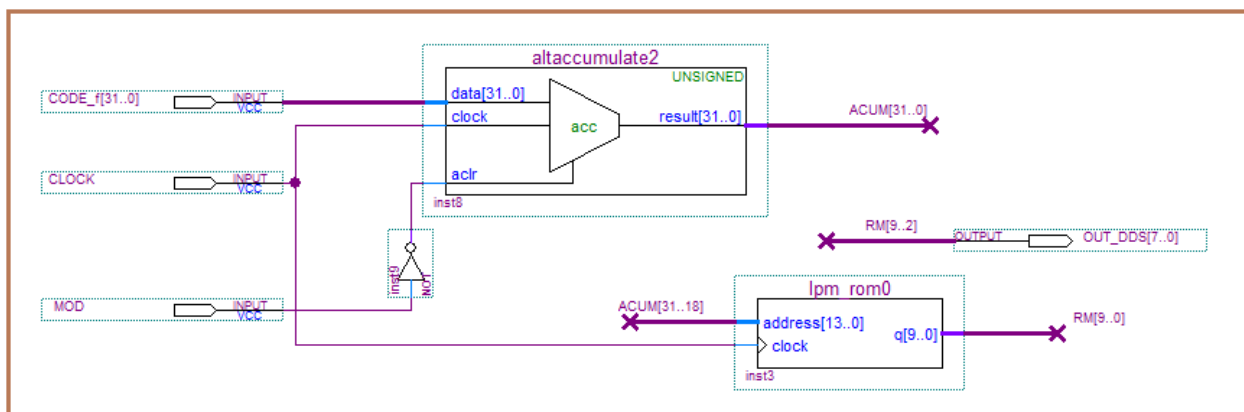 altaccumulate2
UNSIGNED
CODE_f[31..0]
INPUT
VCC
data[31..0]
clock
acc
result[31..0]
ACUM[31..0]
CLOCK
INPUT
VCC
aclr
inst8
RM[9..2]
OUTPUT
OUT_DDS[7..0]
inst9
NOT
MOD
INPUT
VCC
lpm_rom0
ACUM[31..18]
address[13..0]
q[9..0]
RM[9..0]
clock
inst3